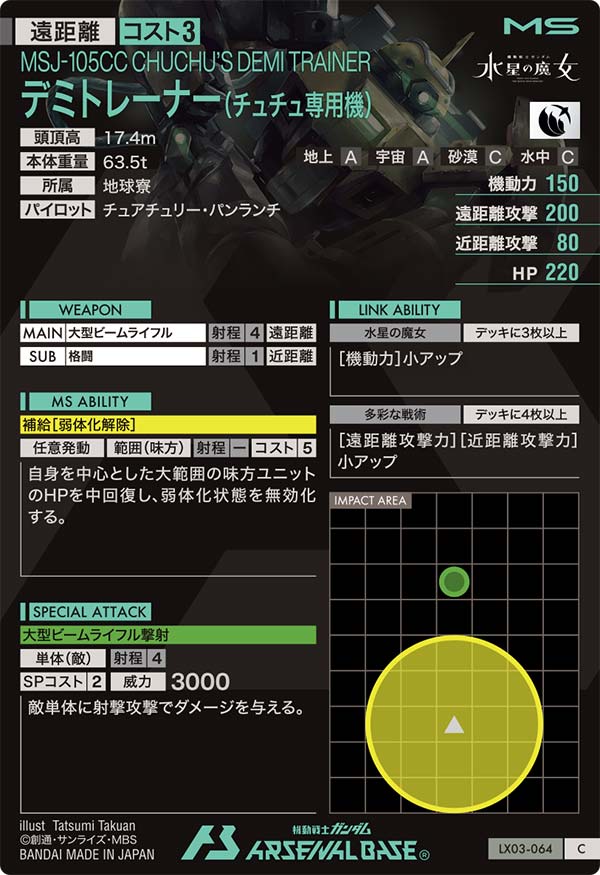 遠距離 コスト3
MS
MSJ-105CC CHUCHU'S DEMI TRAINER
デミトレーナー(チュチュ専用機)
機動戦士ガンダム
水星の魔女
頭頂高 17.4m
本体重量 63.5t
所属 地球寮
パイロット チュアチュリー・パンランチ
地上 A 宇宙 A 砂漠 C 水中 C
機動力 150
遠距離攻撃 200
近距離攻撃 80
HP 220
WEAPON
MAIN 大型ビームライフル 射程 4 遠距離
SUB 格闘 射程 1 近距離
MS ABILITY
補給[弱体化解除]
任意発動 範囲(味方) 射程 ー コスト 5
自身を中心とした大範囲の味方ユニット
のHPを中回復し、弱体化状態を無効化
する。
SPECIAL ATTACK
大型ビームライフル撃射
単体(敵) 射程 4
SPコスト 2 威力 3000
敵単体に射撃攻撃でダメージを与える。
LINK ABILITY
水星の魔女 デッキに3枚以上
[機動力]小アップ
多彩な戦術 デッキに4枚以上
[遠距離攻撃力][近距離攻撃力]
小アップ
IMPACT AREA
illust Tatsumi Takuan
©創通・サンライズ・MBS
BANDAI MADE IN JAPAN
機動戦士ガンダム
ARSENAL BASE®
LX03-064 C